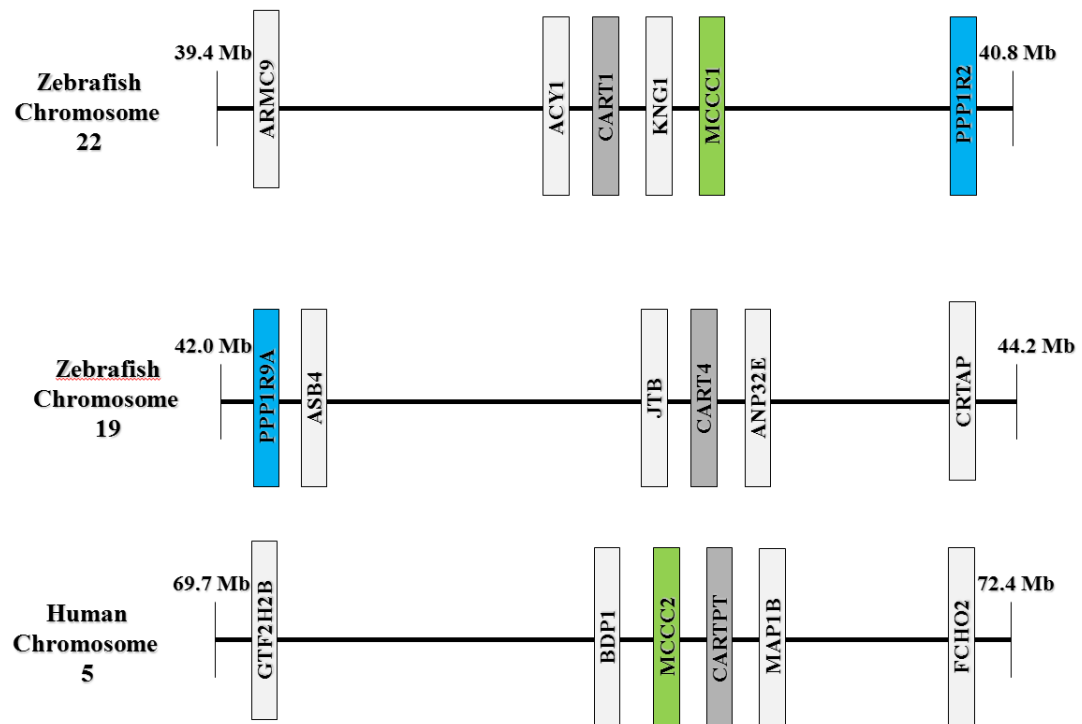 39.4 Mb
40.8 Mb
Zebrafish
Chromosome
22
ARMC9
ACY1
CART1
KNG1
MCCC1
PPP1R2
42.0 Mb
44.2 Mb
Zebrafish
Chromosome
19
PPP1R9A
ASB4
JTB
CART4
ANP32E
CRTAP
69.7 Mb
72.4 Mb
Human
Chromosome
5
GTF2H2B
BDP1
MCCC2
CARTPT
MAP1B
FCHO2